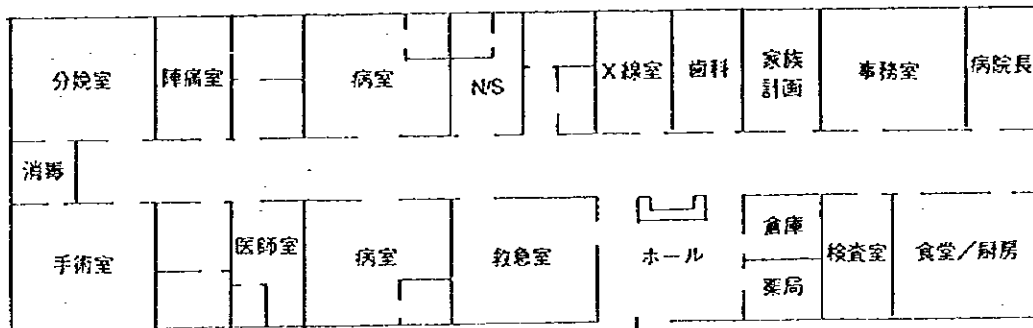 分娩室 陣痛室 病室 N/S X線室 歯科 家族計画 事務室 病院長
消毒
手術室 医師室 病室 救急室 ホール 倉庫 薬局 検査室 食堂/厨房